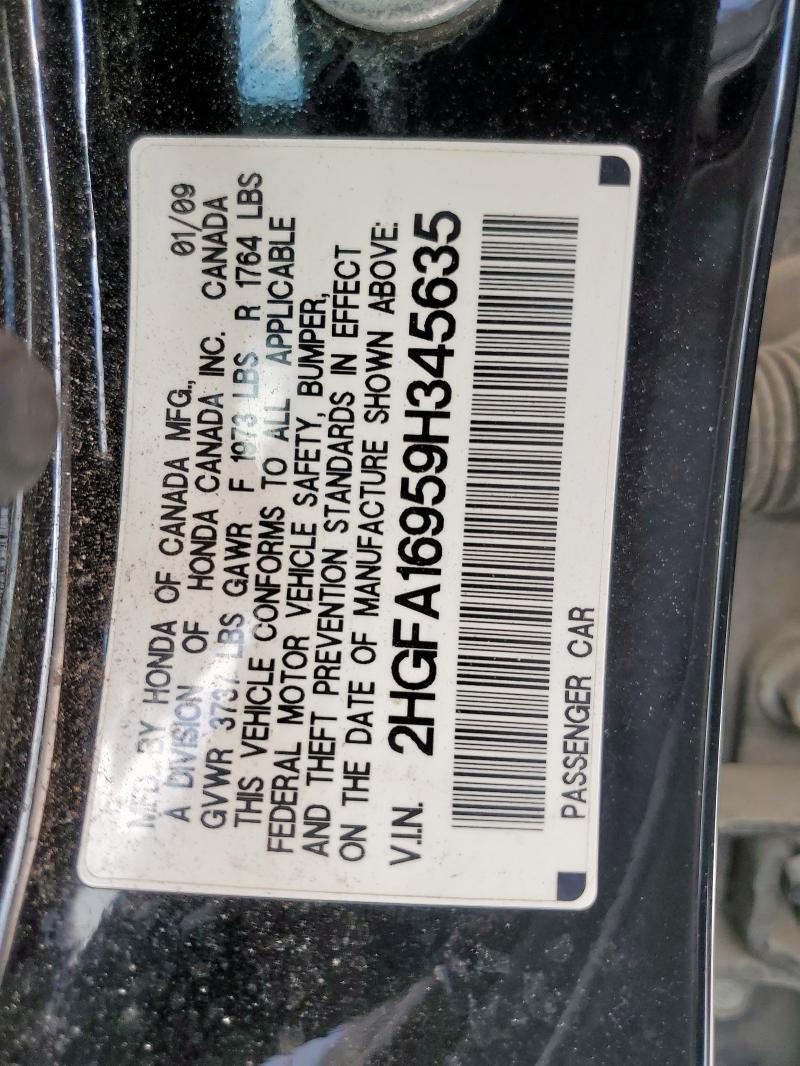 MFD. BY HONDA OF CANADA MFG., 01/09
A DIVISION OF HONDA CANADA INC. CANADA
GVWR 3737 LBS GAWR F 1973 LBS R 1764 LBS
THIS VEHICLE CONFORMS TO ALL APPLICABLE
FEDERAL MOTOR VEHICLE SAFETY, BUMPER,
AND THEFT PREVENTION STANDARDS IN EFFECT
ON THE DATE OF MANUFACTURE SHOWN ABOVE.
V.I.N. 2HGFA16959H345635
PASSENGER CAR